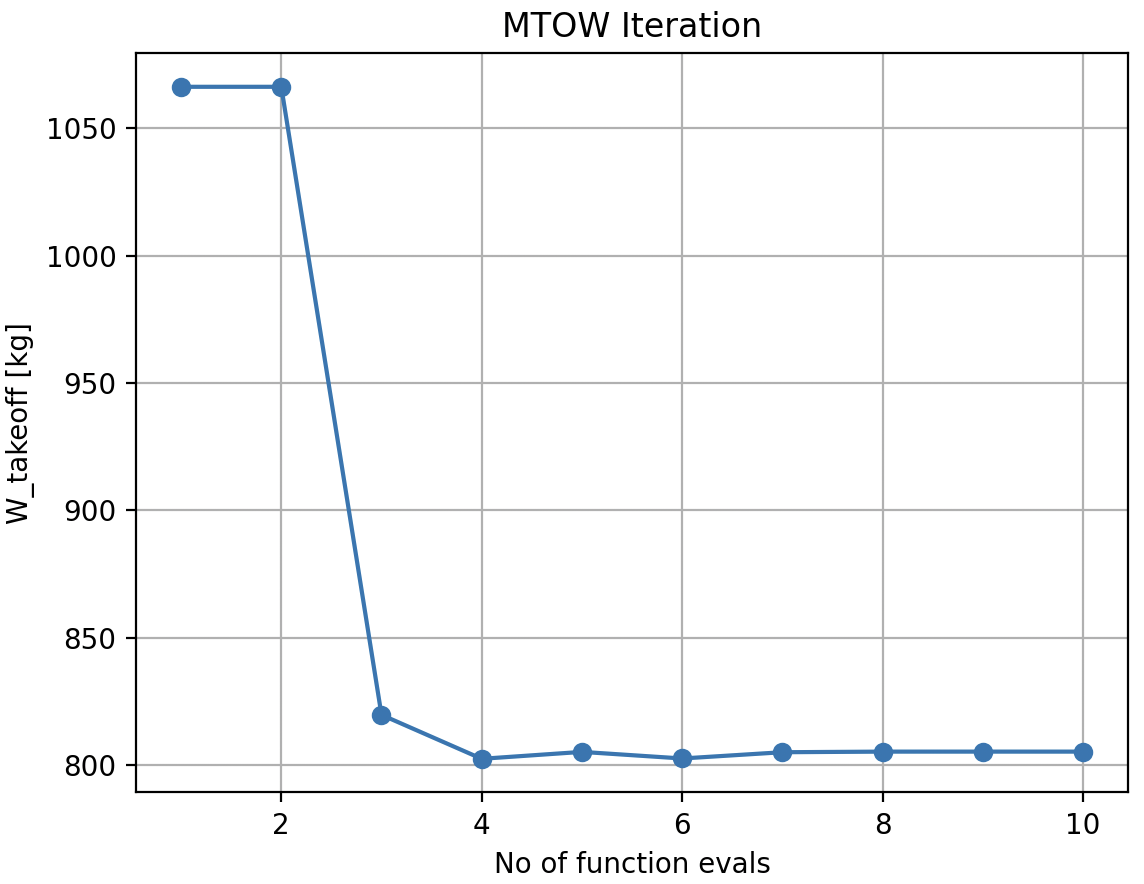 MTOW Iteration
W_takeoff [kg]
1050
1000
950
900
850
800
2 4 6 8 10
No of function evals